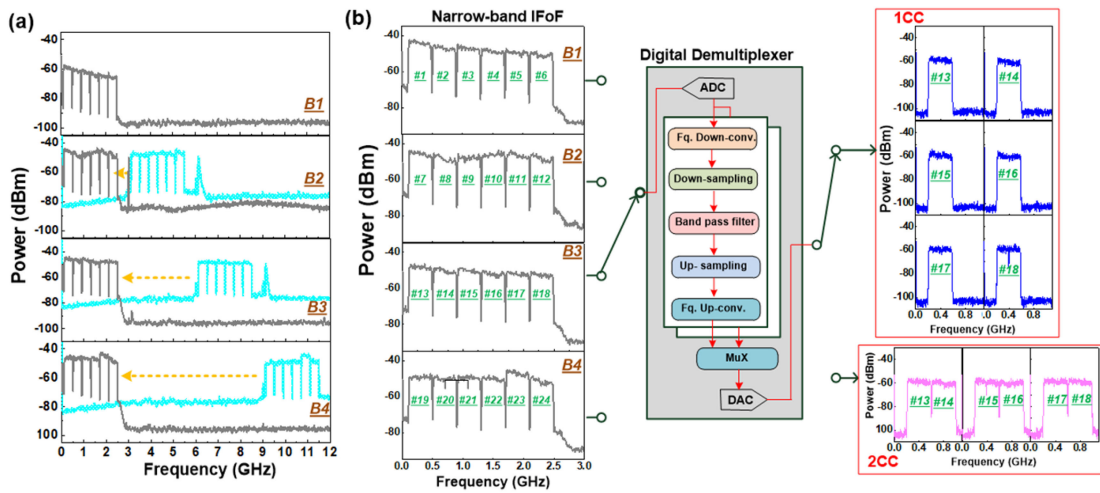 (a)
Power (dBm)
-40
-60
-80
-100
B1
-40
-60
-80
-100
B2
-40
-60
-80
100
B3
-40
-60
-80
100
B4
0 1 2 3 4 5 6 7 8 9 10 11 12
Frequency (GHz)
(b)
Narrow-band IFoF
Power (dBm)
-40
-60
-80
B1
#1 #2 #3 #4 #5 #6
-40
-60
-80
B2
#7 #8 #9 #10 #11 #12
-40
-60
-80
B3
#13 #14 #15 #16 #17 #18
-40
-60
-80
B4
#19 #20 #21 #22 #23 #24
0.0 0.5 1.0 1.5 2.0 2.5 3.0
Frequency (GHz)
Digital Demultiplexer
ADC
Fq. Down-conv.
Down-sampling
Band pass filter
Up- sampling
Fq. Up-conv.
MuX
DAC
1CC
Power (dBm)
-40
-60
-80
-100
#13 #14
-40
-60
-80
-100
#15 #16
-40
-60
-80
-100
#17 #18
0.0 0.4 0.8 0.0 0.4 0.8
Frequency (GHz)
Power (dBm)
-40
-60
-80
100
#13 #14 #15 #16 #17 #18
0.4 0.8 0.0 0.4 0.8 0.0 0.4 0.8
Frequency (GHz)
2CC